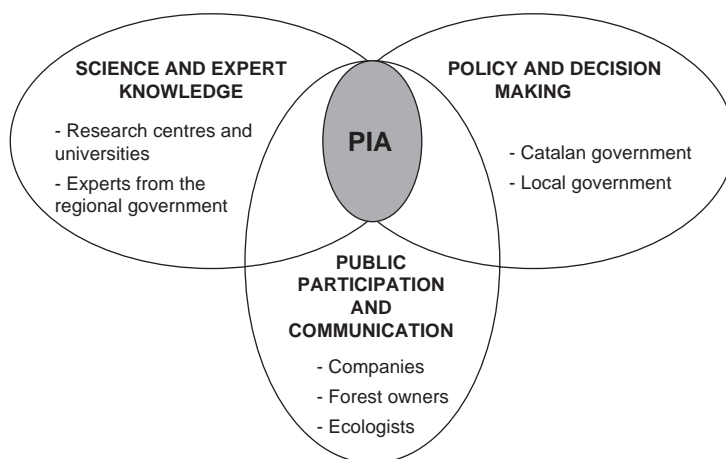 SCIENCE AND EXPERT
KNOWLEDGE
- Research centres and
universities
- Experts from the
regional government
PIA
POLICY AND DECISION
MAKING
- Catalan government
- Local government
PUBLIC
PARTICIPATION
AND
COMMUNICATION
- Companies
- Forest owners
- Ecologists